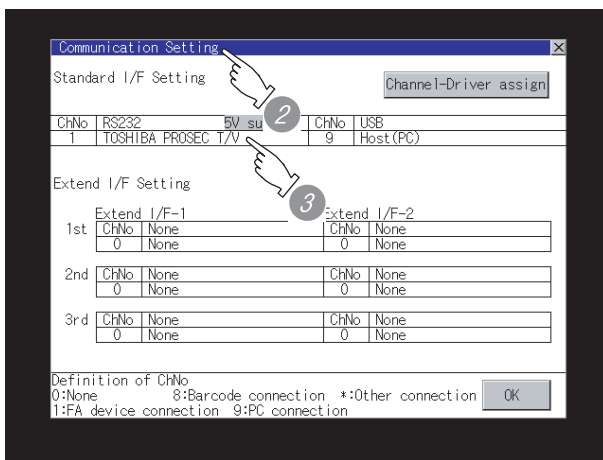 Communication Setting
Standard I/F Setting
Channel-Driver assign
ChNo RS232 5V su ChNo USB
1 TOSHIBA PROSEC T/V 9 Host(PC)
2
3
Extend I/F Setting
Extend I/F-1 Extend I/F-2
1st ChNo None ChNo None
0 None 0 None
2nd ChNo None ChNo None
0 None 0 None
3rd ChNo None ChNo None
0 None 0 None
Definition of ChNo
0:None 8:Barcode connection *:Other connection
1:FA device connection 9:PC connection
OK